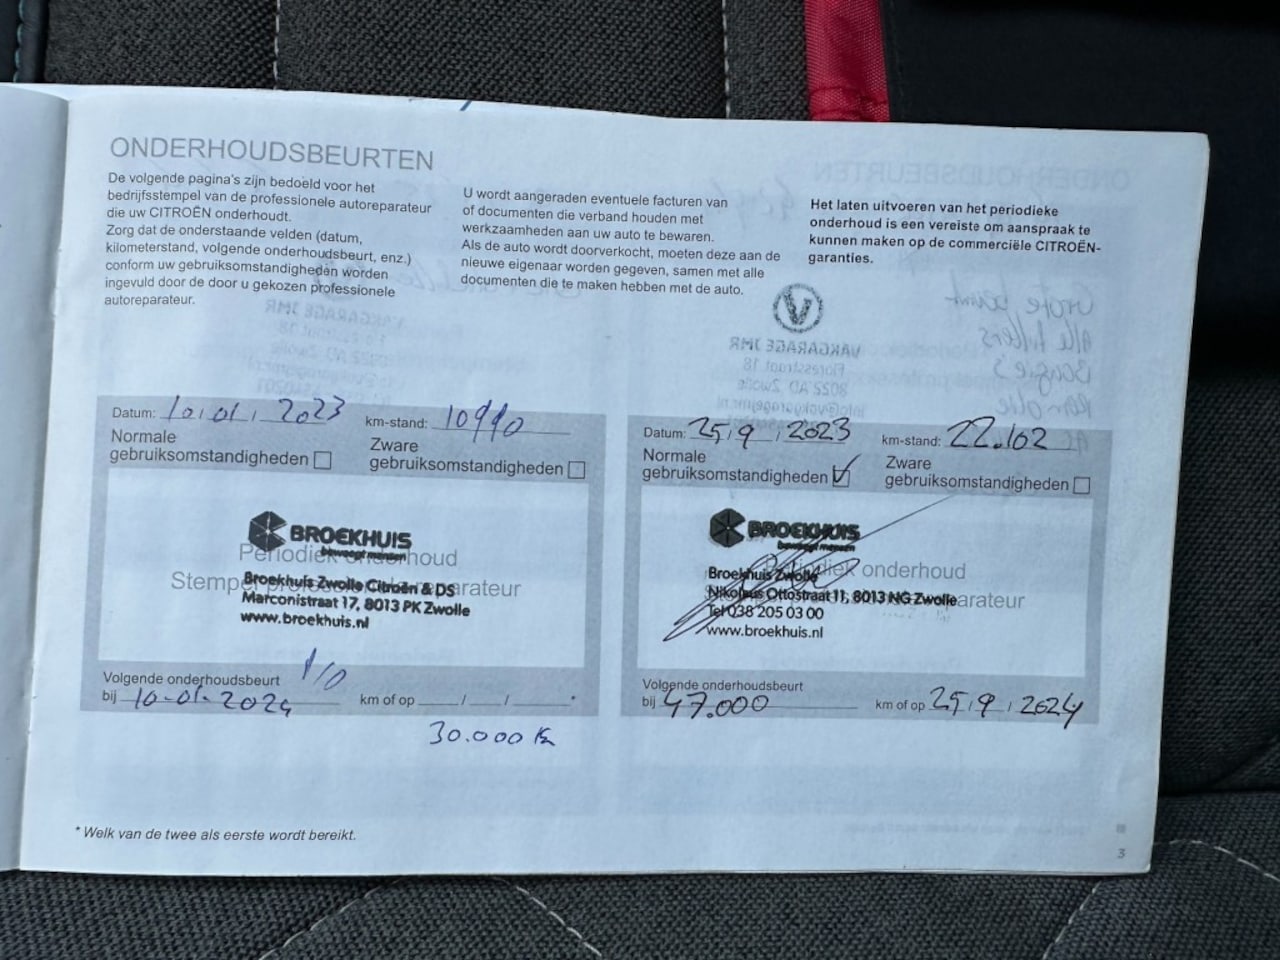 ONDERHOUDSBEURTEN
De volgende pagina's zijn bedoeld voor het
bedrijfsstempel van de professionele autoreparateur
die uw CITROËN onderhoudt.
Zorg dat de onderstaande velden (datum,
kilometerstand, volgende onderhoudsbeurt, enz.)
conform uw gebruiksomstandigheden worden
ingevuld door de door u gekozen professionele
autoreparateur.
U wordt aangeraden eventuele facturen van
of documenten die verband houden met
werkzaamheden aan uw auto te bewaren.
Als de auto wordt doorverkocht, moeten deze aan de
nieuwe eigenaar worden gegeven, samen met alle
documenten die te maken hebben met de auto.
Het laten uitvoeren van het periodieke
onderhoud is een vereiste om aanspraak te
kunnen maken op de commerciële CITROËN-
garanties.
Datum: 10/01/2023 km-stand:
Normale
gebruiksomstandigheden
Zware
gebruiksomstandigheden
BROEKHUIS
beweegt mensen
Periodiek onderhoud
Broekhuis Zwolle Citroën & DS
Marconistraat 17, 8013 PK Zwolle
www.broekhuis.nl
Volgende onderhoudsbeurt
bij 10-01-2024 km of op / / *
30.000 km
Datum: 25/9/2023 km-stand: 22.102
Normale
gebruiksomstandigheden
Zware
gebruiksomstandigheden
BROEKHUIS
beweegt mensen
Periodiek onderhoud
Broekhuis Zwolle
Nikolaus Ottostraat 11, 8013 NG Zwolle
Tel 038 205 03 00
www.broekhuis.nl
Volgende onderhoudsbeurt
bij 47.000 km of op 25/9/2024
* Welk van de twee als eerste wordt bereikt.
3